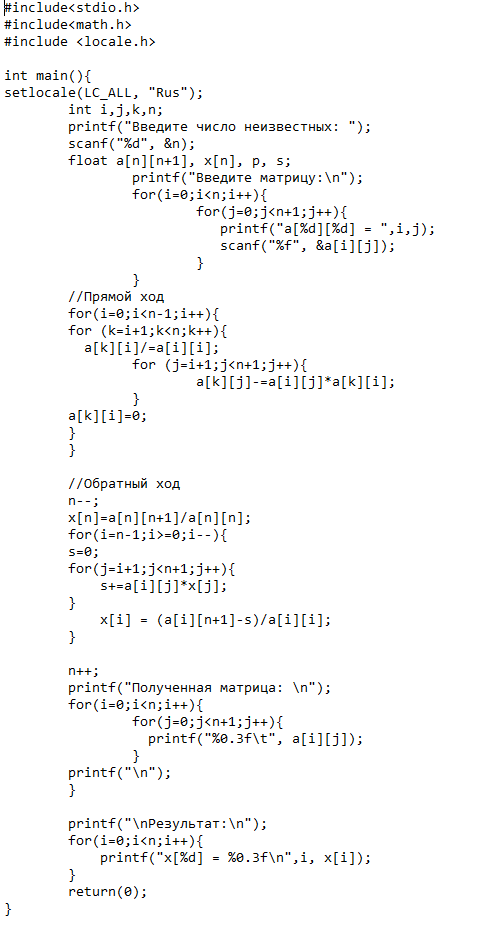 #include<stdio.h>
#include<math.h>
#include <locale.h>
int main(){
setlocale(LC_ALL, "Rus");
int i,j,k,n;
printf("Введите число неизвестных: ");
scanf("%d", &n);
float a[n][n+1], x[n], p, s;
printf("Введите матрицу:\n");
for(i=0;i<n;i++){
for(j=0;j<n+1;j++){
printf("a[%d][%d] = ",i,j);
scanf("%f", &a[i][j]);
}
}
//Прямой ход
for(i=0;i<n-1;i++){
for (k=i+1;k<n;k++){
a[k][i]/=a[i][i];
for (j=i+1;j<n+1;j++){
a[k][j]-=a[i][j]*a[k][i];
}
a[k][i]=0;
}
}
//Обратный ход
n--;
x[n]=a[n][n+1]/a[n][n];
for(i=n-1;i>=0;i--){
s=0;
for(j=i+1;j<n+1;j++){
s+=a[i][j]*x[j];
}
x[i] = (a[i][n+1]-s)/a[i][i];
}
n++;
printf("Полученная матрица: \n");
for(i=0;i<n;i++){
for(j=0;j<n+1;j++){
printf("%0.3f\t", a[i][j]);
}
printf("\n");
}
printf("\nРезультат:\n");
for(i=0;i<n;i++){
printf("x[%d] = %0.3f\n",i, x[i]);
}
return(0);
}